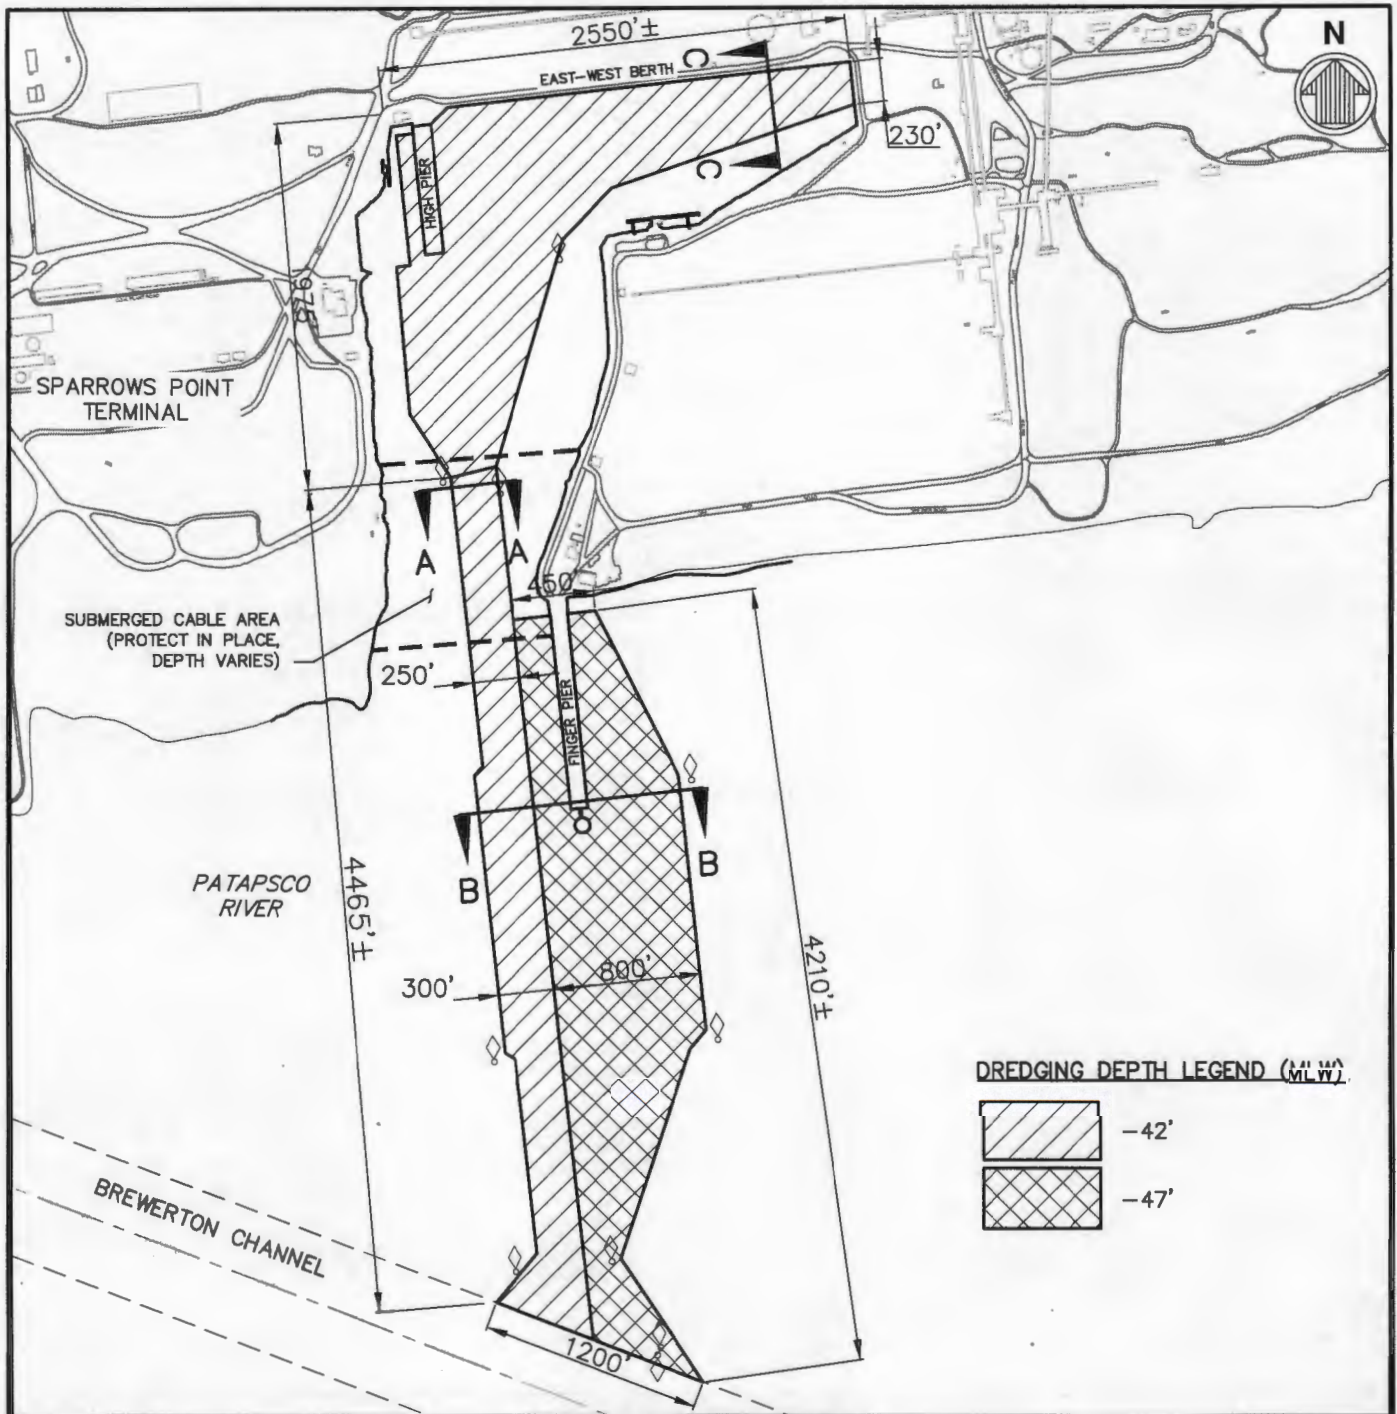 2550'±
N
C
EAST-WEST BERTH
230'
C
HIGH PIER
SPARROWS POINT
TERMINAL
A
A
450'
SUBMERGED CABLE AREA
(PROTECT IN PLACE,
DEPTH VARIES)
250'
FINGER PIER
B
B
PATAPSCO
RIVER
4465'±
4210'±
300'
800'
DREDGING DEPTH LEGEND (MLW)
-42'
-47'
BREWERTON CHANNEL
1200'